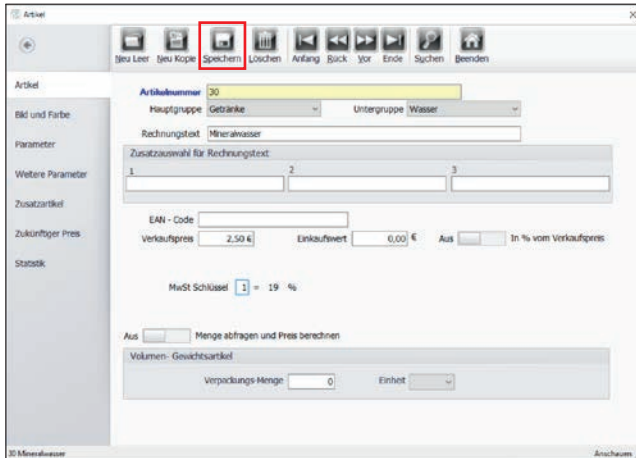 Artikel
Neu Leer Neu Kopie Speichern Löschen Anfang Rück Vor Ende Suchen Beenden
Artikel
Bild und Farbe
Parameter
Weitere Parameter
Zusatzartikel
Zukünftiger Preis
Statistik
Artikelnummer 30
Hauptgruppe Getränke Untergruppe Wasser
Rechnungstext Mineralwasser
Zusatzauswahl für Rechnungstext
1 2 3
EAN - Code
Verkaufspreis 2,50 € Einkaufswert 0,00 € Aus In % vom Verkaufspreis
MwSt Schlüssel 1 = 19 %
Aus Menge abfragen und Preis berechnen
Volumen- Gewichtsartikel
Verpackungs-Menge 0 Einheit
30 Mineralwasser Anschauen